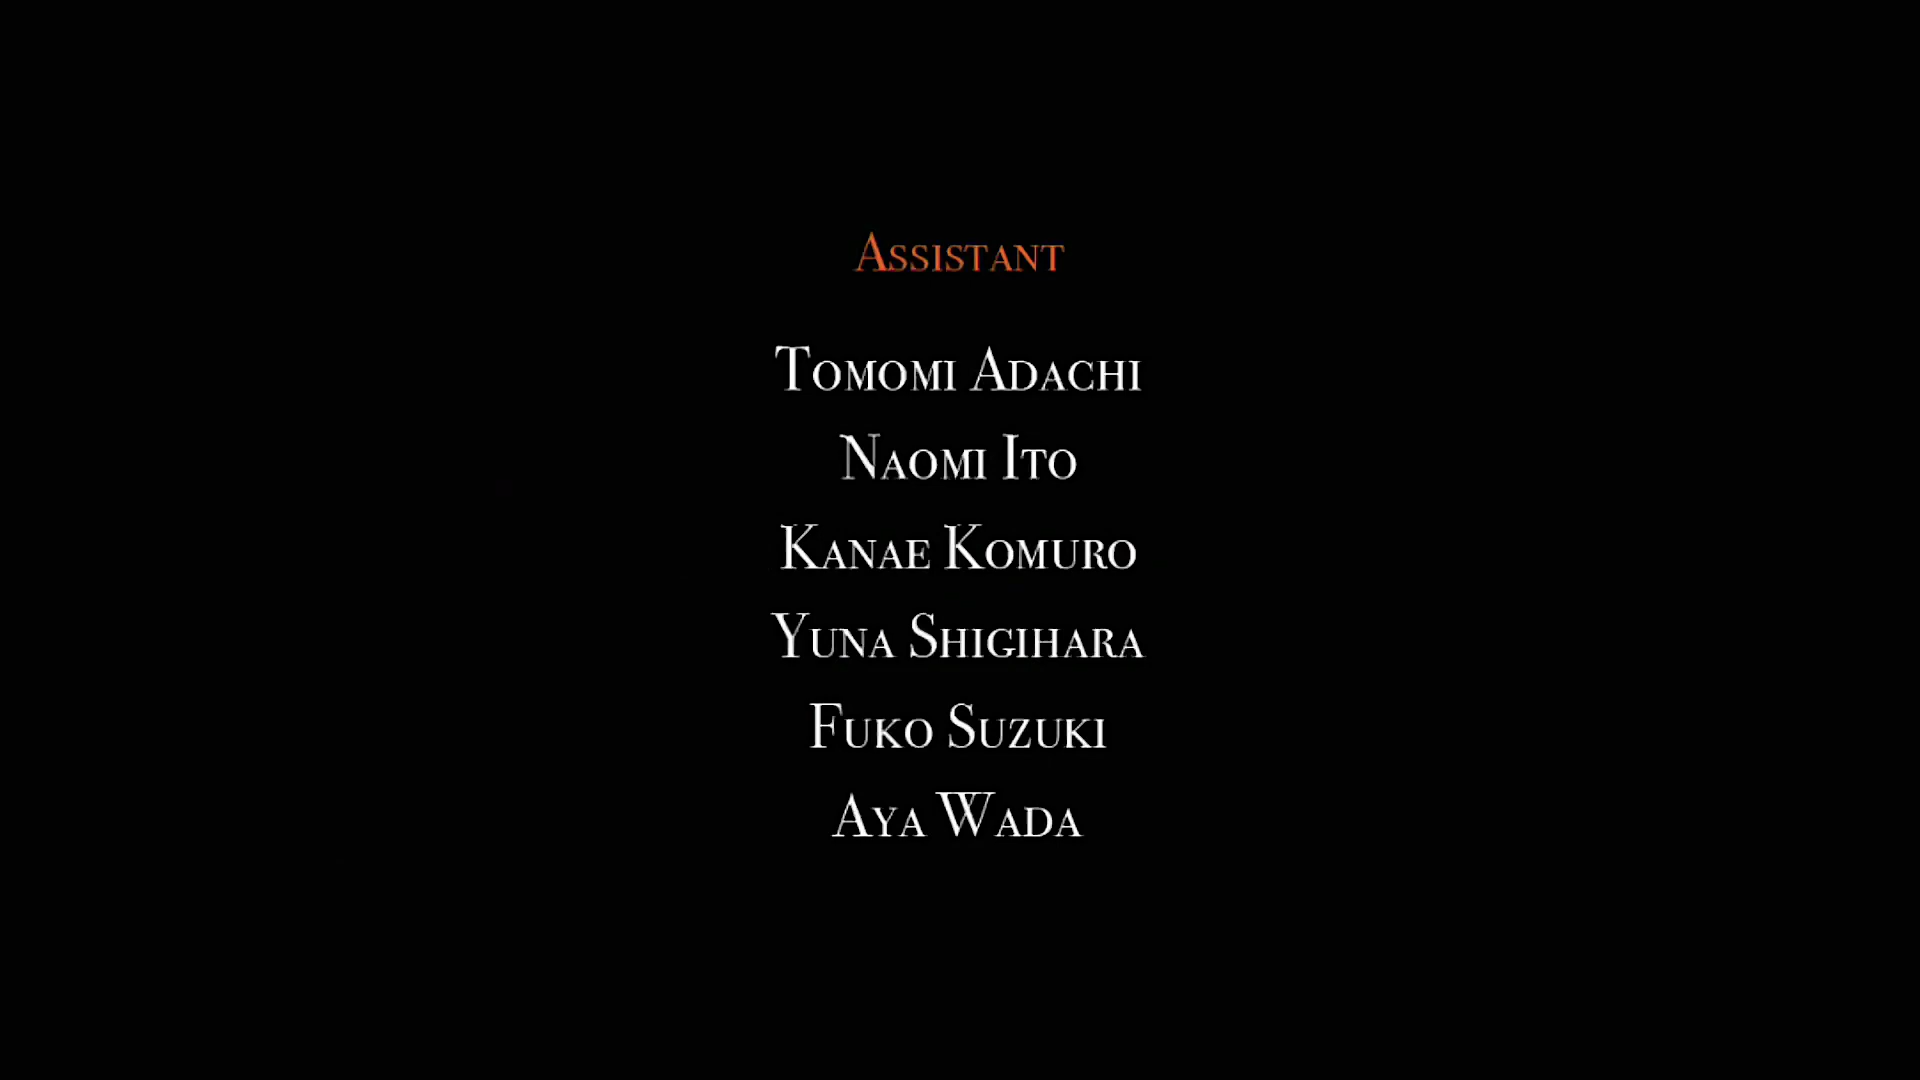 Assistant
Tomomi Adachi
Naomi Ito
Kanae Komuro
Yuna Shigihara
Fuko Suzuki
Aya Wada